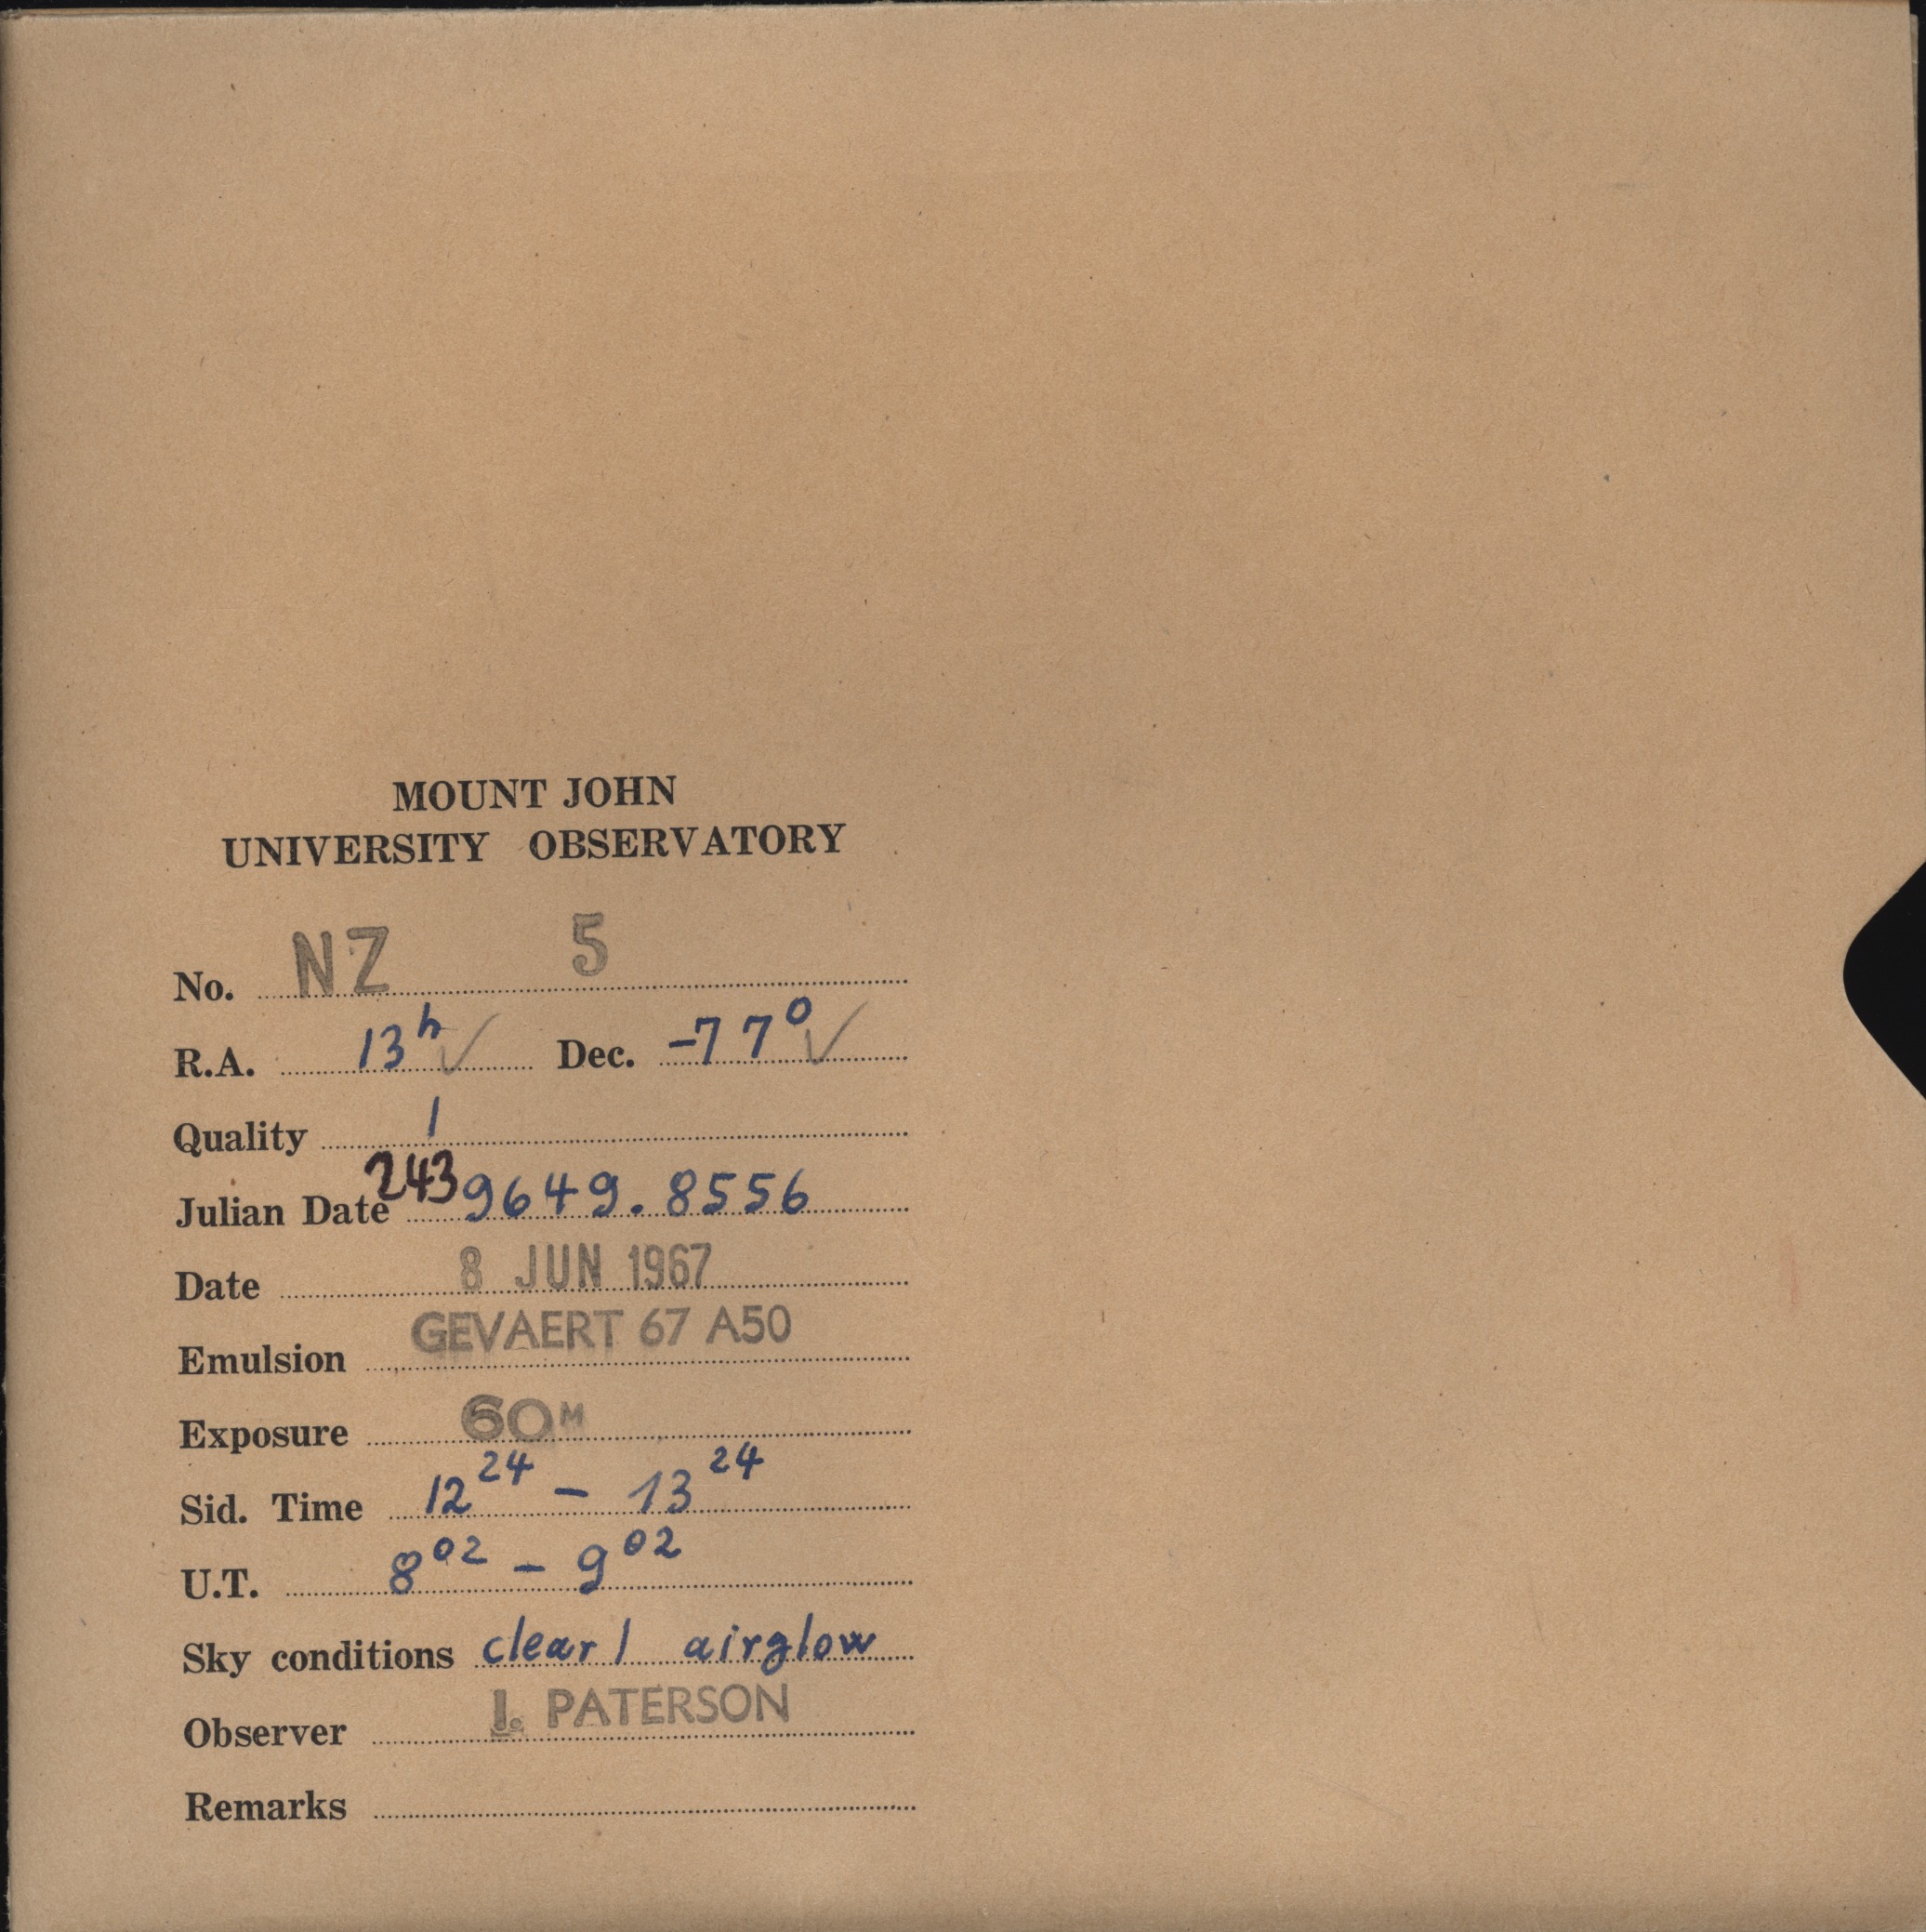 MOUNT JOHN
UNIVERSITY OBSERVATORY
No. NZ 5
R.A. 13h ✓ Dec. -77° ✓
Quality 1
Julian Date 2439649.8556
Date 8 JUN 1967
Emulsion GEVAERT 67 A50
Exposure 60M
Sid. Time 12 24 – 13 24
U.T. 8 02 – 9 02
Sky conditions clear 1 airglow
Observer J. PATERSON
Remarks